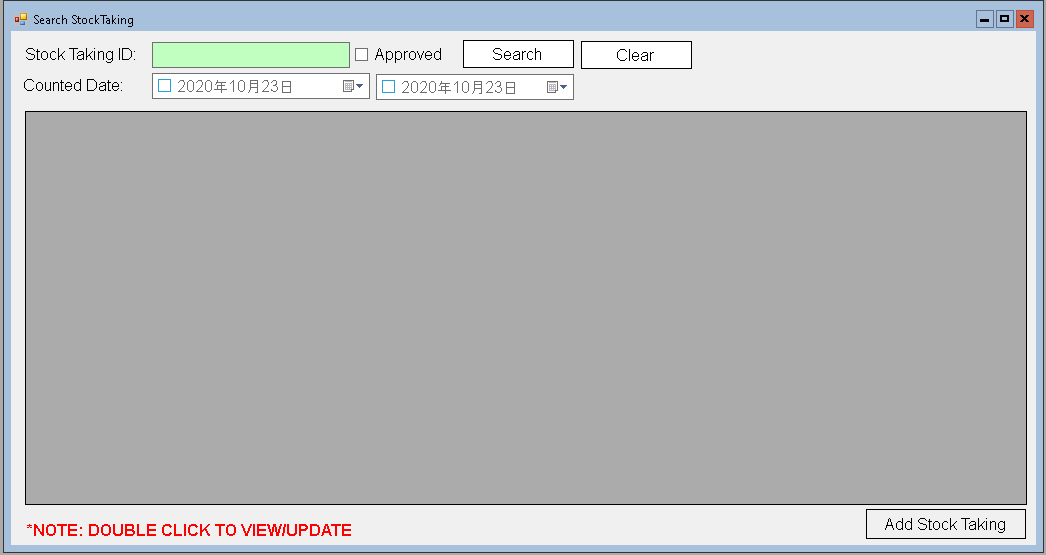 Search StockTaking
Stock Taking ID: Approved Search Clear
Counted Date: 2020年10月23日 2020年10月23日
*NOTE: DOUBLE CLICK TO VIEW/UPDATE
Add Stock Taking